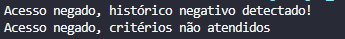 Acesso negado, histórico negativo detectado!
Acesso negado, critérios não atendidos